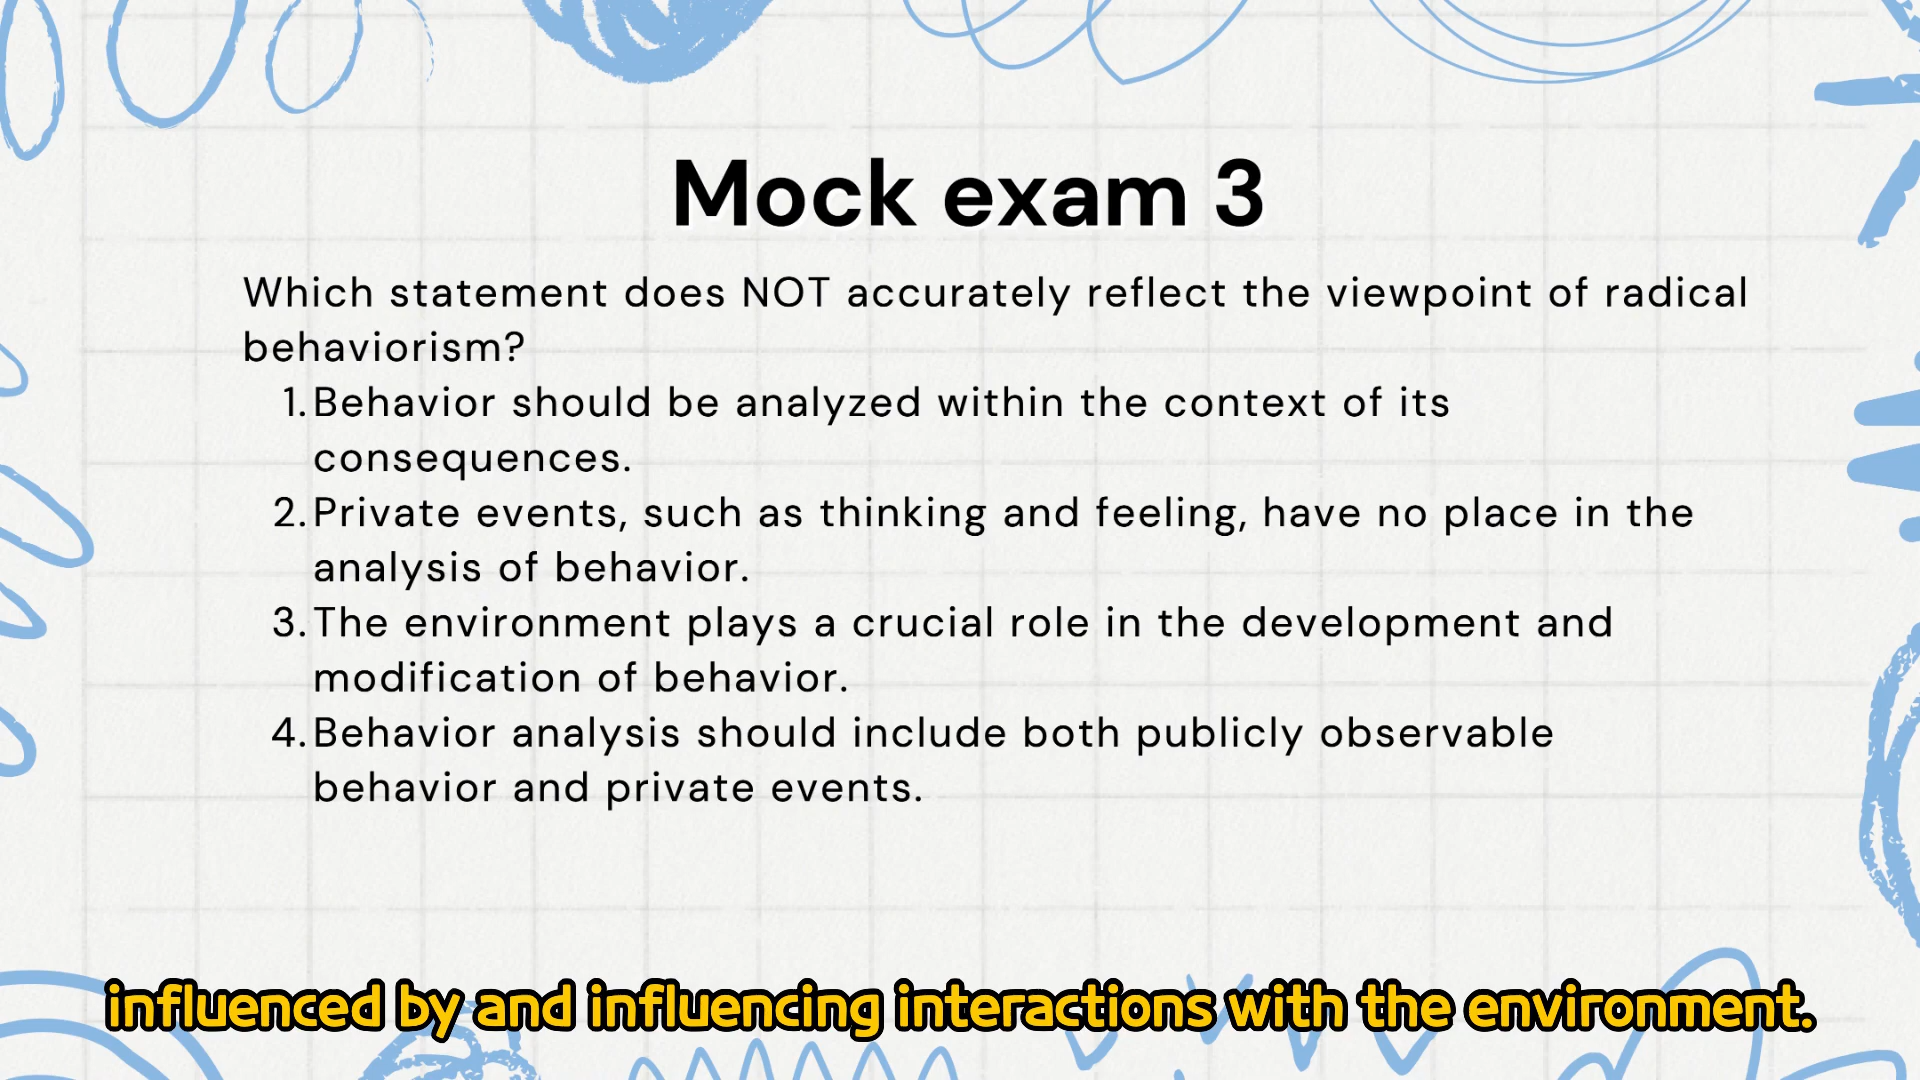 Mock exam 3
Which statement does NOT accurately reflect the viewpoint of radical
behaviorism?
1. Behavior should be analyzed within the context of its
consequences.
2. Private events, such as thinking and feeling, have no place in the
analysis of behavior.
3. The environment plays a crucial role in the development and
modification of behavior.
4. Behavior analysis should include both publicly observable
behavior and private events.
influenced by and influencing interactions with the environment.